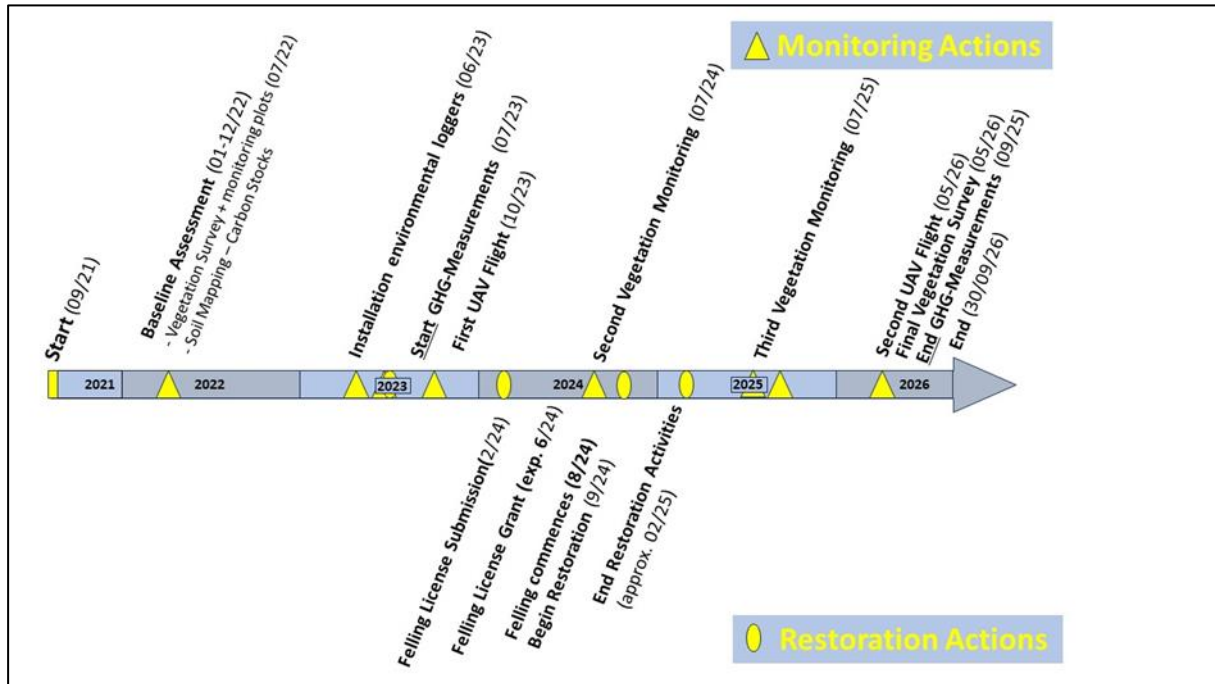 Monitoring Actions
Start (09/21)
Baseline Assessment (01-12/22)
- Vegetation Survey + monitoring plots (07/22)
- Soil Mapping – Carbon Stocks
Installation environmental loggers (06/23)
Start GHG-Measurements (07/23)
First UAV Flight (10/23)
Second Vegetation Monitoring (07/24)
Third Vegetation Monitoring (07/25)
Second UAV Flight (05/26)
Final Vegetation Survey (05/26)
End GHG-Measurements (09/25)
End (30/09/26)
2021
2022
2023
2024
2025
2026
Felling License Submission(2/24)
Felling License Grant (exp. 6/24)
Felling commences (8/24)
Begin Restoration (9/24)
End Restoration Activities
(approx. 02/25)
Restoration Actions